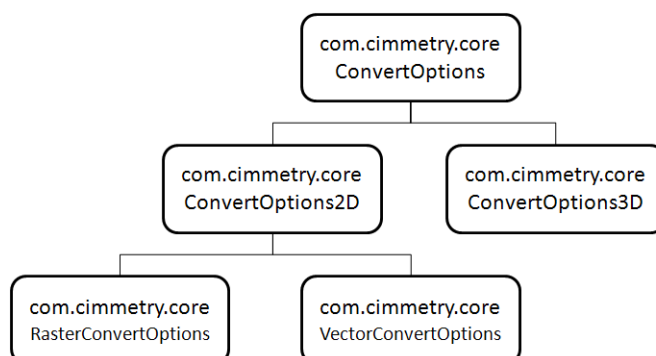 com.cimmetry.core
ConvertOptions
com.cimmetry.core
ConvertOptions2D
com.cimmetry.core
ConvertOptions3D
com.cimmetry.core
RasterConvertOptions
com.cimmetry.core
VectorConvertOptions